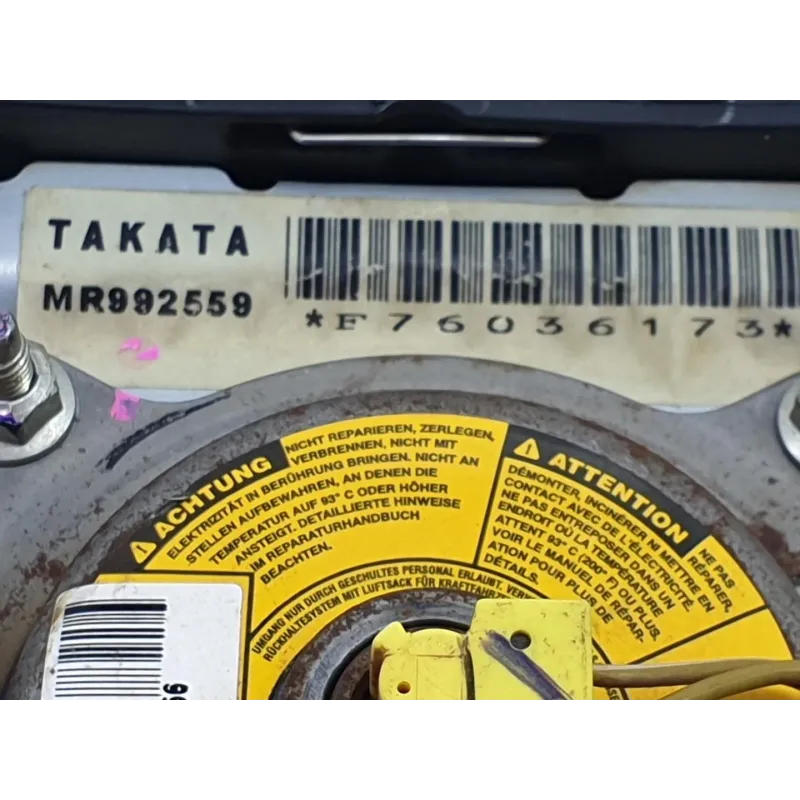 TAKATA
MR992559
*F76036173*
ACHTUNG
NICHT REPARIEREN, ZERLEGEN,
VERBRENNEN, NICHT MIT
ELEKTRIZITÄT IN BERÜHRUNG BRINGEN. NICHT AN
STELLEN AUFBEWAHREN, AN DENEN DIE
TEMPERATUR AUF 93° C ODER HÖHER
ANSTEIGT. DETAILLIERTE HINWEISE
IM REPARATURHANDBUCH
BEACHTEN.
ATTENTION
NE PAS
RÉPARER,
DÉMONTER, INCINÉRER NI METTRE EN
CONTACT AVEC DE L'ÉLECTRICITÉ.
NE PAS ENTREPOSER DANS UN
ENDROIT OÙ LA TEMPÉRATURE
ATTENT 93° C (200° F) OU PLUS.
VOIR LE MANUEL DE RÉPAR-
ATION POUR PLUS DE
DÉTAILS.
UMGANG NUR DURCH GESCHULTES PERSONAL ERLAUBT.
RÜCKHALTESYSTEM MIT LUFTSACK FÜR